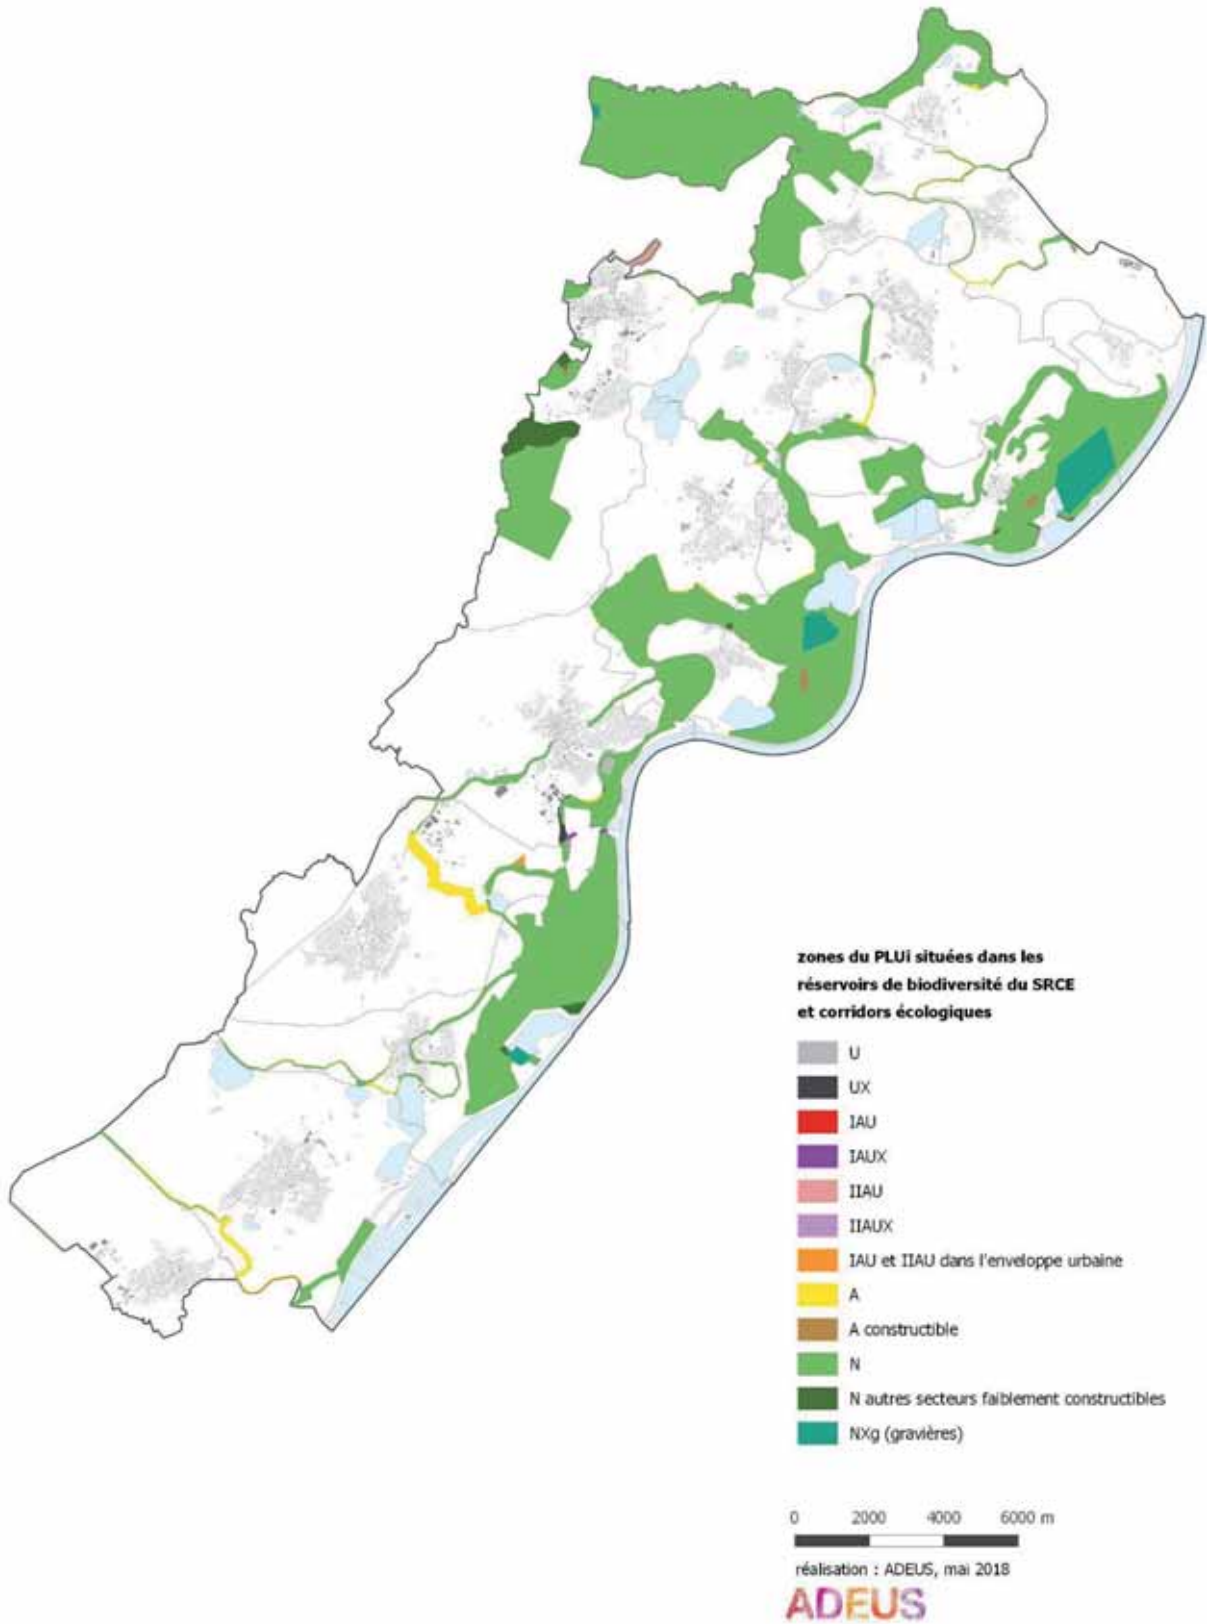 zones du PLUi situées dans les
réservoirs de biodiversité du SRCE
et corridors écologiques
U
UX
IAU
IAUX
IIAU
IIAUX
IAU et IIAU dans l'enveloppe urbaine
A
A constructible
N
N autres secteurs faiblement constructibles
NXg (gravières)
0 2000 4000 6000 m
réalisation : ADEUS, mai 2018
ADEUS